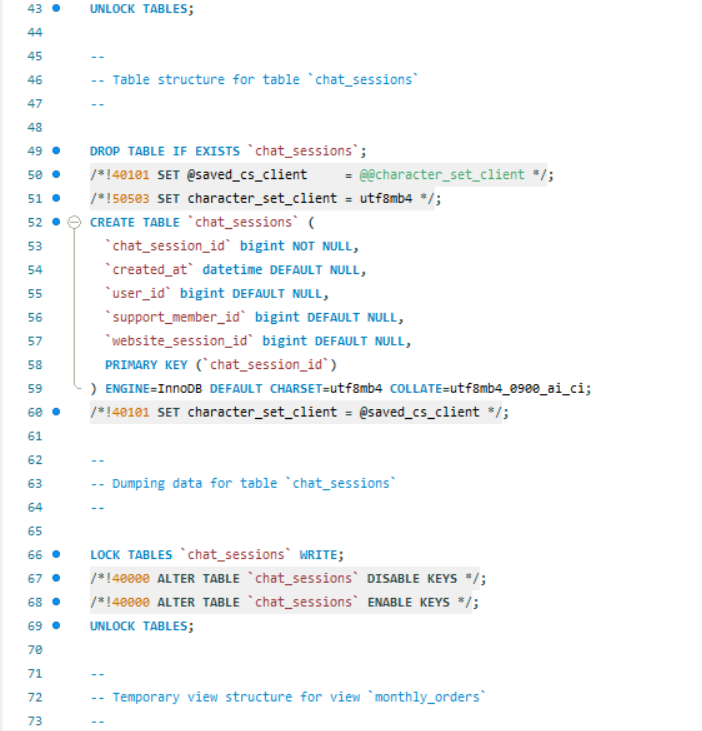 43 UNLOCK TABLES;
44
45 --
46 -- Table structure for table `chat_sessions`
47 --
48
49 DROP TABLE IF EXISTS `chat_sessions`;
50 /*!40101 SET @saved_cs_client     = @@character_set_client */;
51 /*!50503 SET character_set_client = utf8mb4 */;
52 CREATE TABLE `chat_sessions` (
53   `chat_session_id` bigint NOT NULL,
54   `created_at` datetime DEFAULT NULL,
55   `user_id` bigint DEFAULT NULL,
56   `support_member_id` bigint DEFAULT NULL,
57   `website_session_id` bigint DEFAULT NULL,
58   PRIMARY KEY (`chat_session_id`)
59 ) ENGINE=InnoDB DEFAULT CHARSET=utf8mb4 COLLATE=utf8mb4_0900_ai_ci;
60 /*!40101 SET character_set_client = @saved_cs_client */;
61
62 --
63 -- Dumping data for table `chat_sessions`
64 --
65
66 LOCK TABLES `chat_sessions` WRITE;
67 /*!40000 ALTER TABLE `chat_sessions` DISABLE KEYS */;
68 /*!40000 ALTER TABLE `chat_sessions` ENABLE KEYS */;
69 UNLOCK TABLES;
70
71 --
72 -- Temporary view structure for view `monthly_orders`
73 --